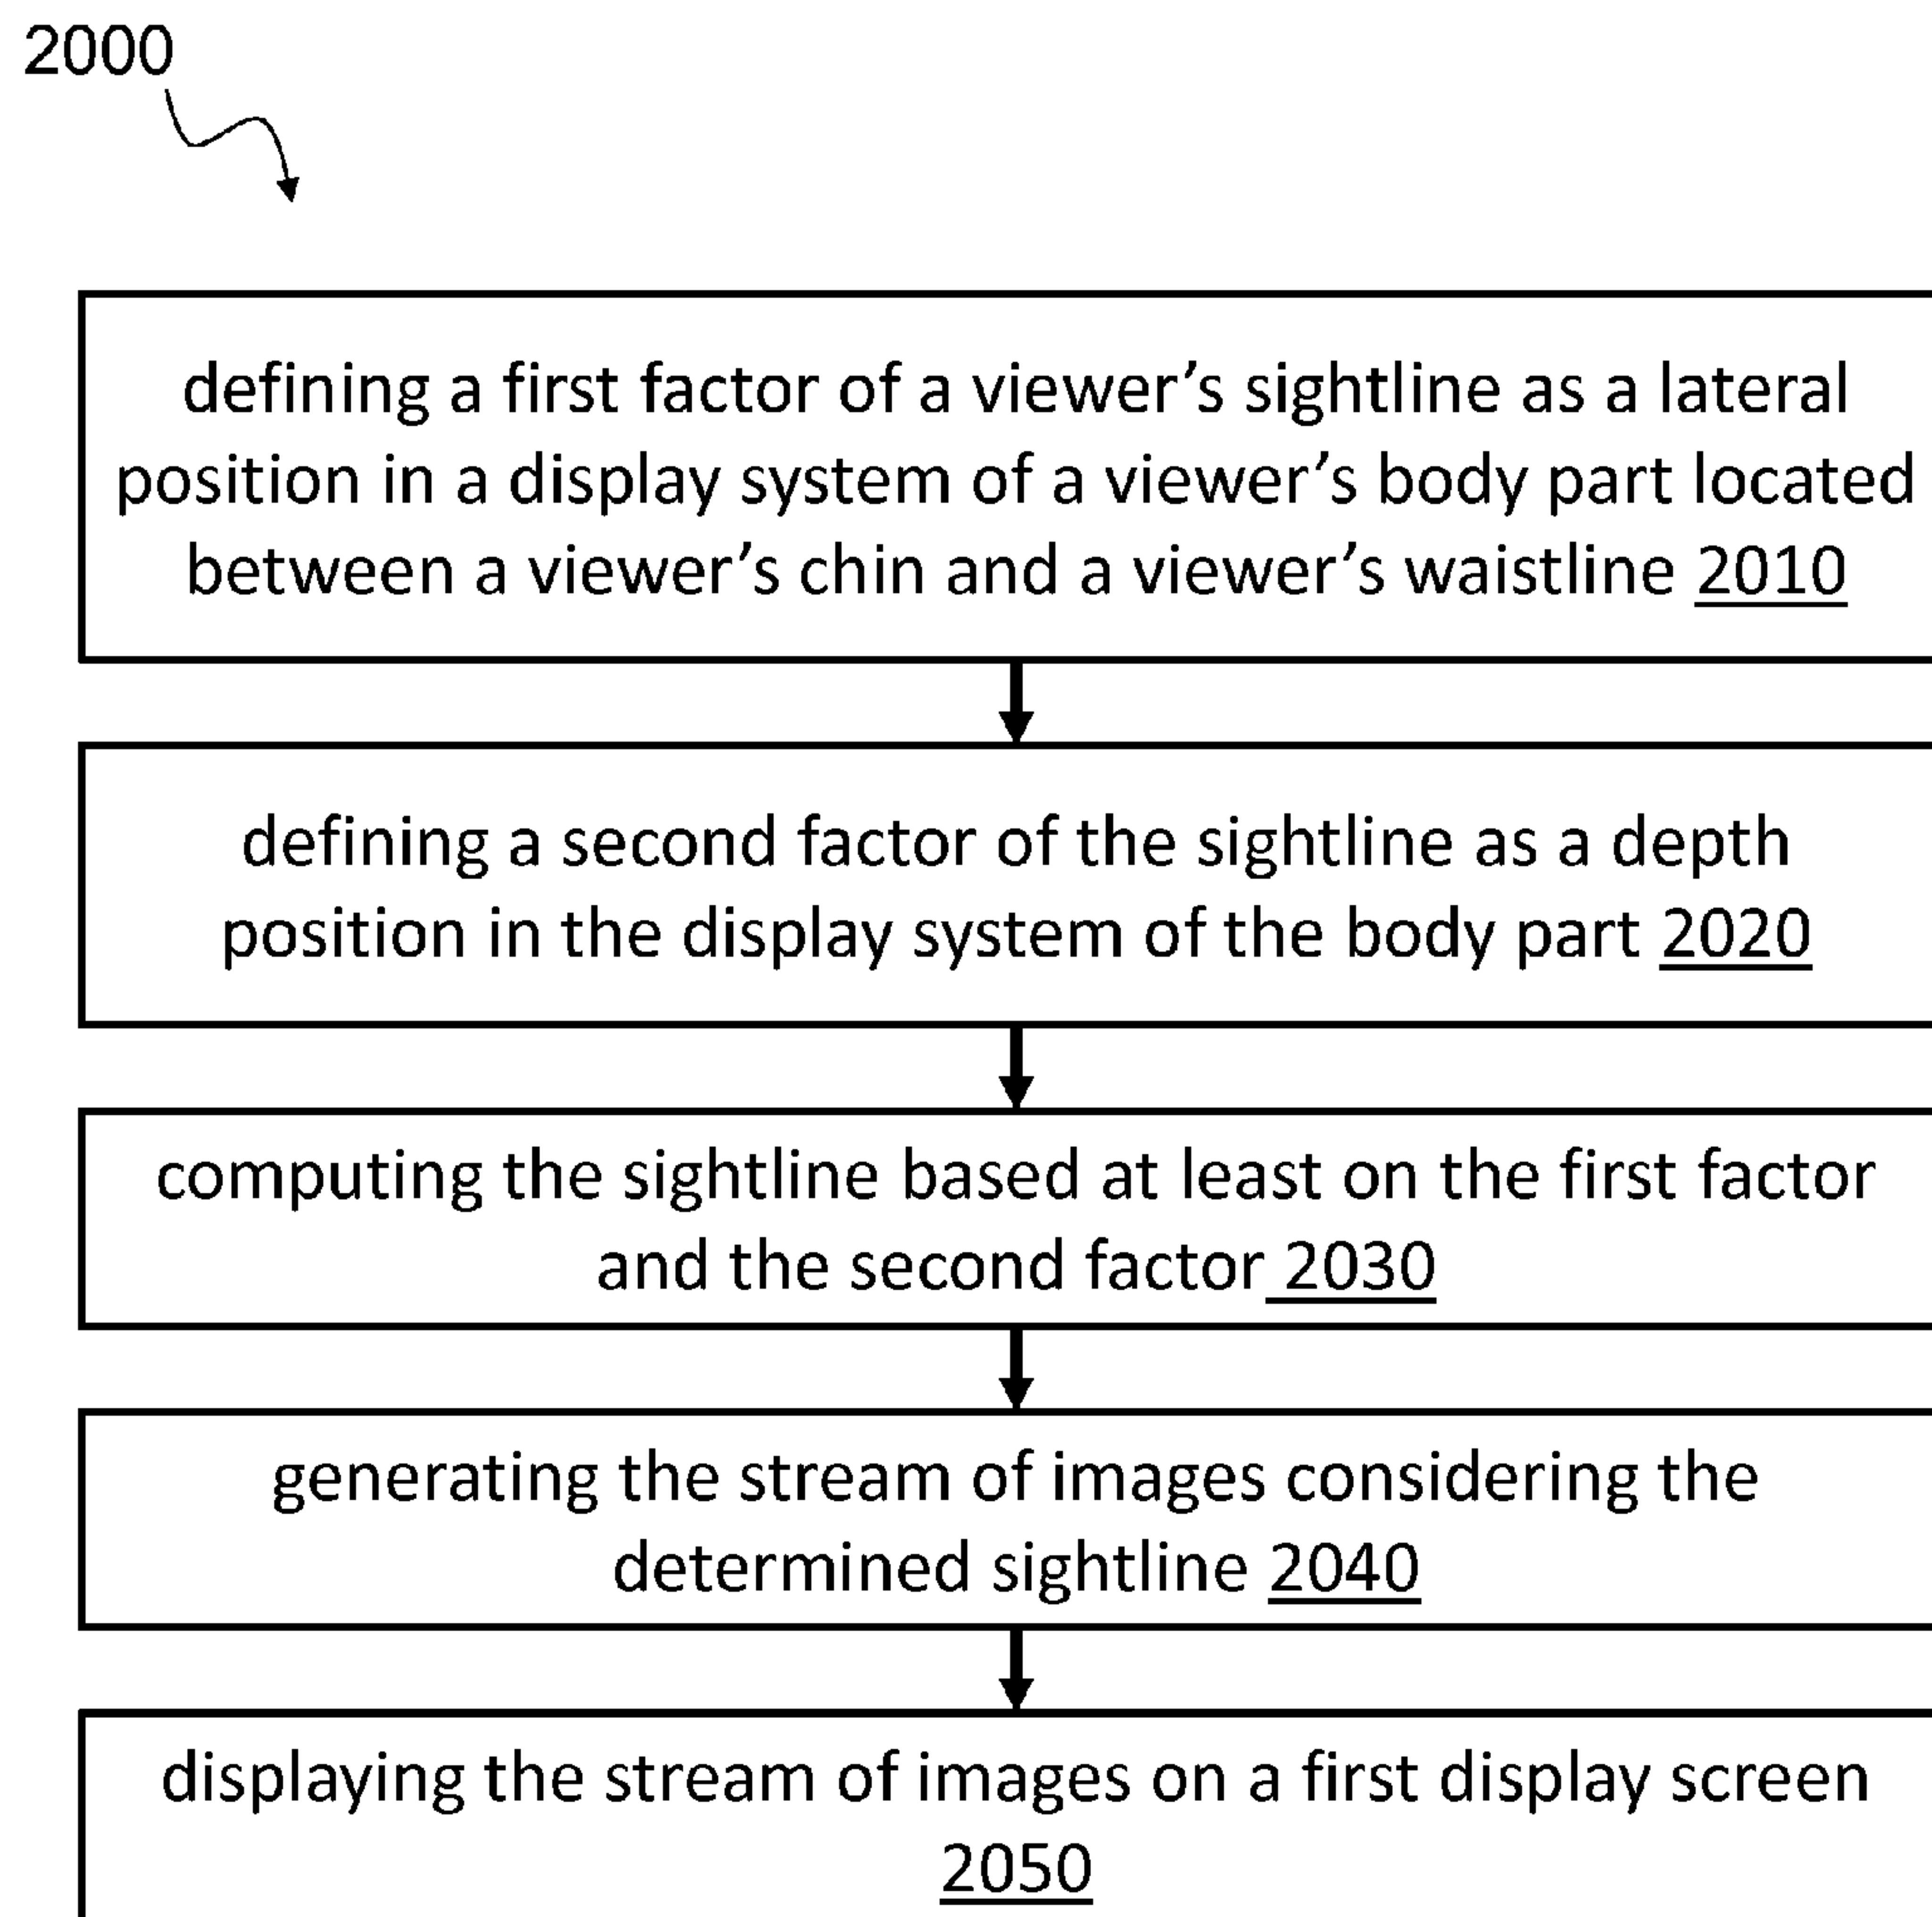 2000
defining a first factor of a viewer’s sightline as a lateral
position in a display system of a viewer’s body part located
between a viewer’s chin and a viewer’s waistline 2010
defining a second factor of the sightline as a depth
position in the display system of the body part 2020
computing the sightline based at least on the first factor
and the second factor 2030
generating the stream of images considering the
determined sightline 2040
displaying the stream of images on a first display screen
2050